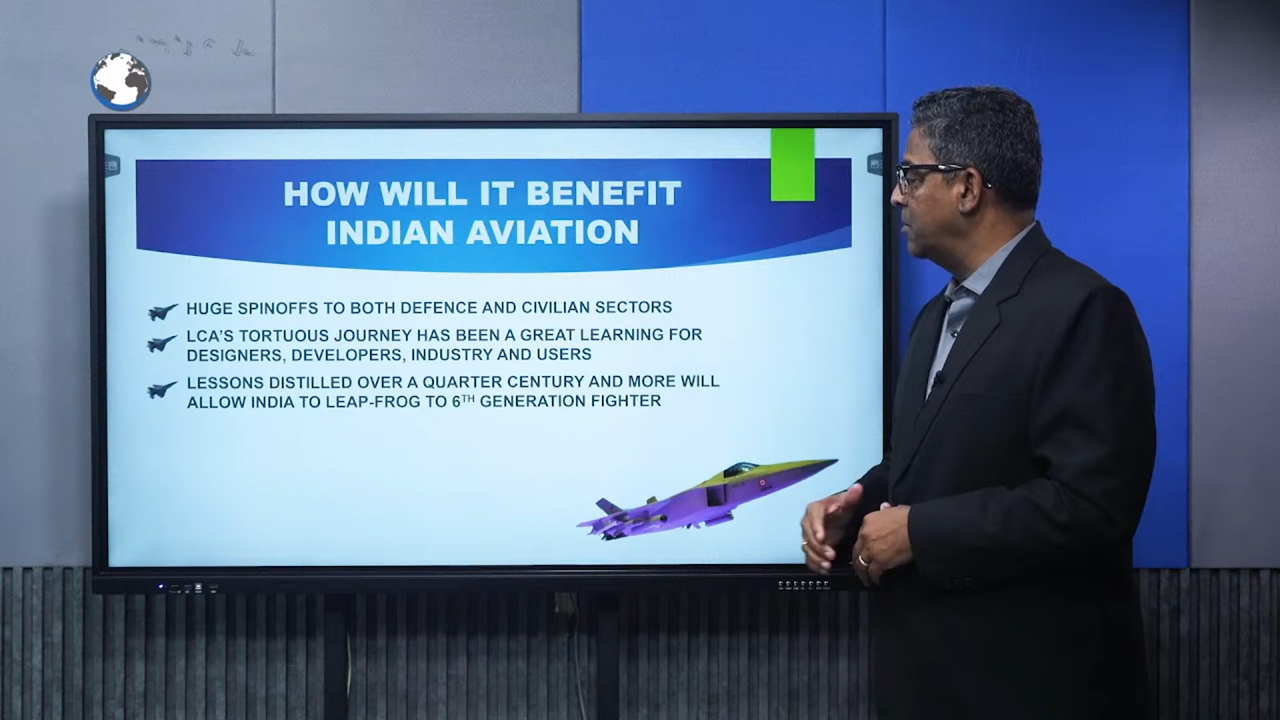 HOW WILL IT BENEFIT
INDIAN AVIATION
HUGE SPINOFFS TO BOTH DEFENCE AND CIVILIAN SECTORS
LCA'S TORTUOUS JOURNEY HAS BEEN A GREAT LEARNING FOR
DESIGNERS, DEVELOPERS, INDUSTRY AND USERS
LESSONS DISTILLED OVER A QUARTER CENTURY AND MORE WILL
ALLOW INDIA TO LEAP-FROG TO 6TH GENERATION FIGHTER